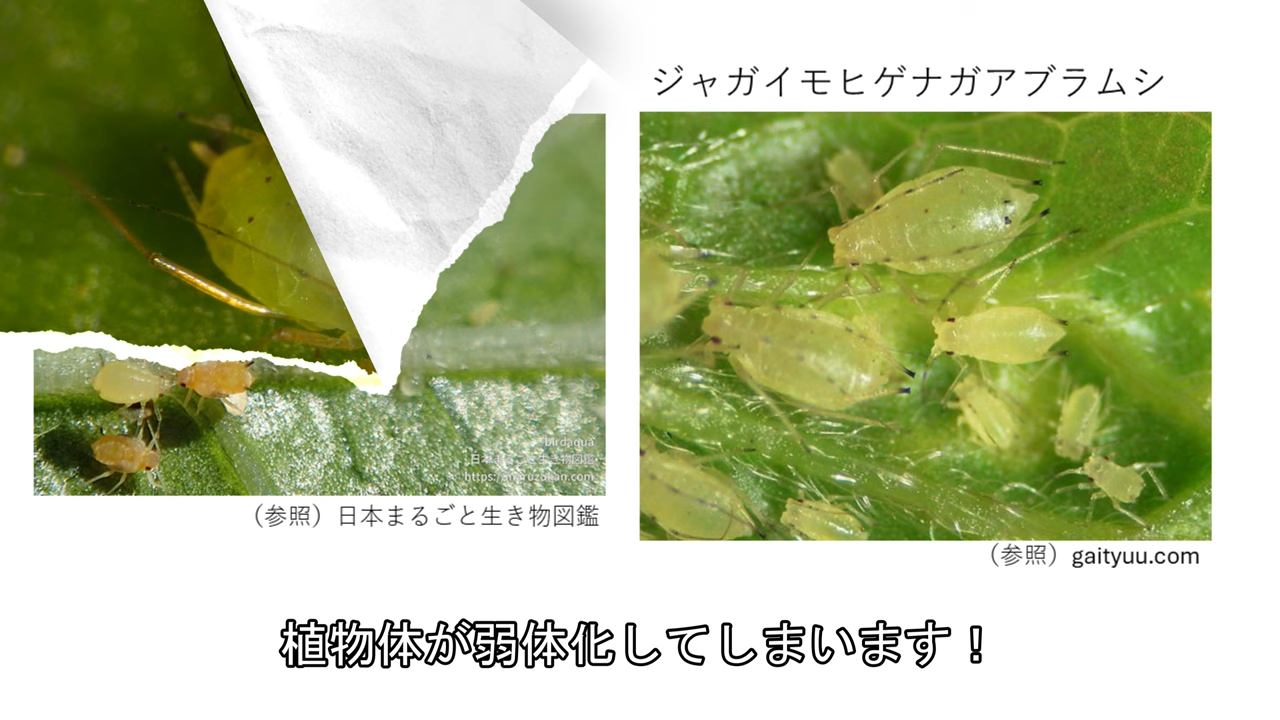 ジャガイモヒゲナガアブラムシ
birdaqua
（参照）日本まるごと生き物図鑑
（参照）gaityuu.com
植物体が弱体化してしまいます！